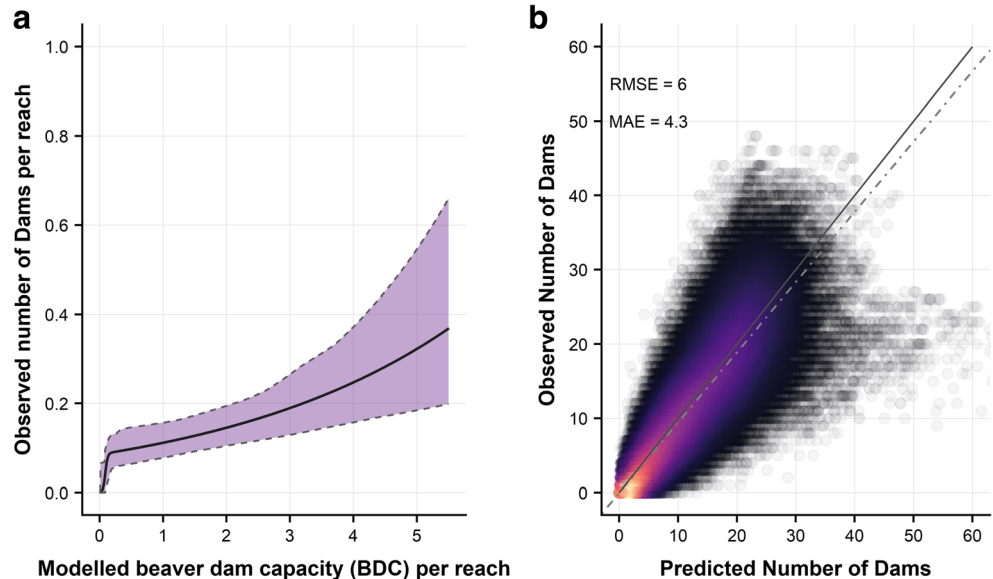 a
Observed number of Dams per reach
1.0
0.8
0.6
0.4
0.2
0.0
0 1 2 3 4 5
Modelled beaver dam capacity (BDC) per reach
b
Observed Number of Dams
60
50
40
30
20
10
0
RMSE = 6
MAE = 4.3
0 10 20 30 40 50 60
Predicted Number of Dams